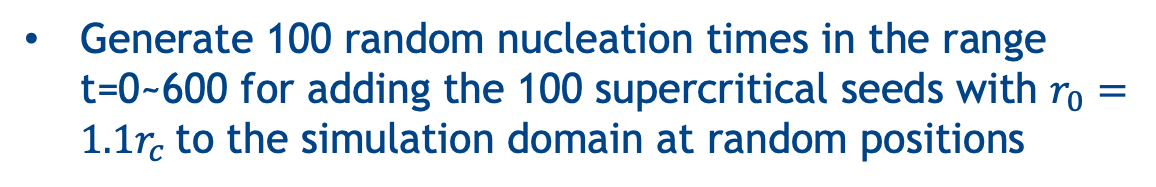 • Generate 100 random nucleation times in the range
t=0~600 for adding the 100 supercritical seeds with 𝑟₀ =
1.1𝑟𝑐 to the simulation domain at random positions